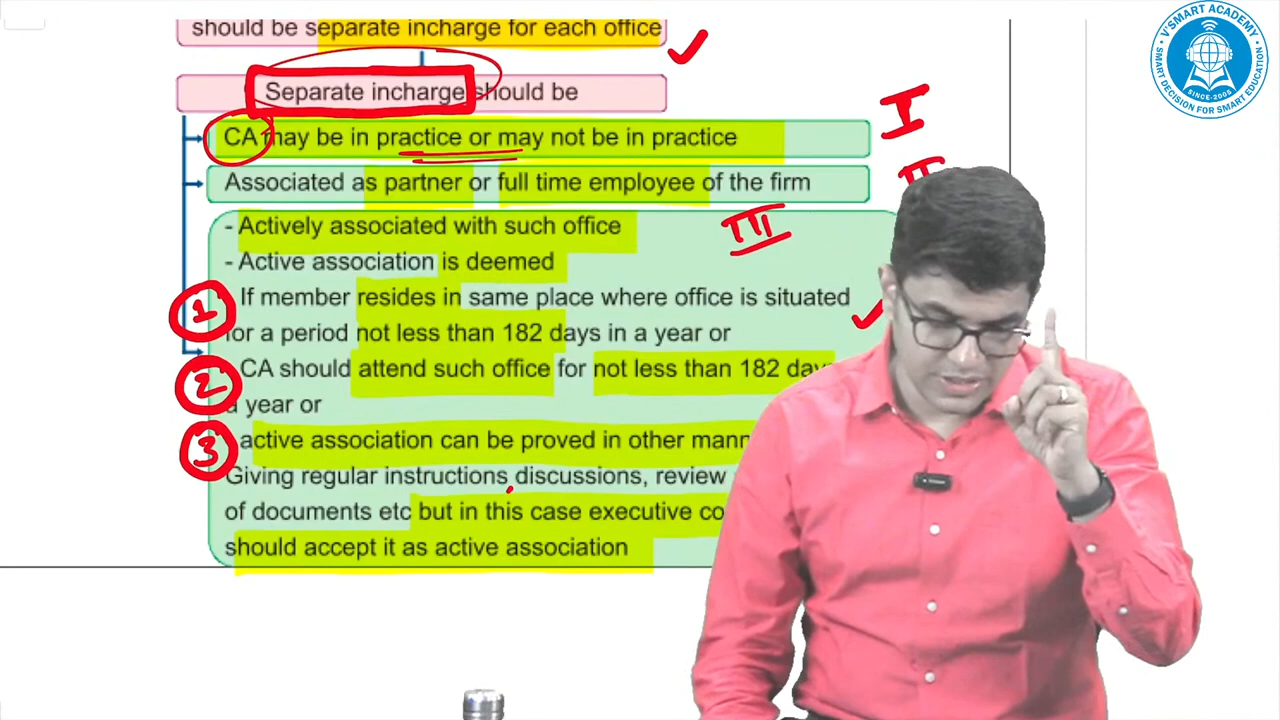 should be separate incharge for each office
Separate incharge should be
CA may be in practice or may not be in practice
I
Associated as partner or full time employee of the firm
II
- Actively associated with such office
III
- Active association is deemed
1 If member resides in same place where office is situated
for a period not less than 182 days in a year or
2 CA should attend such office for not less than 182
a year or
3 active association can be proved in other
Giving regular instructions, discussions, review
of documents etc but in this case executive
should accept it as active association
V'SMART ACADEMY
SMART DECISION FOR SMART EDUCATION
SINCE-2005